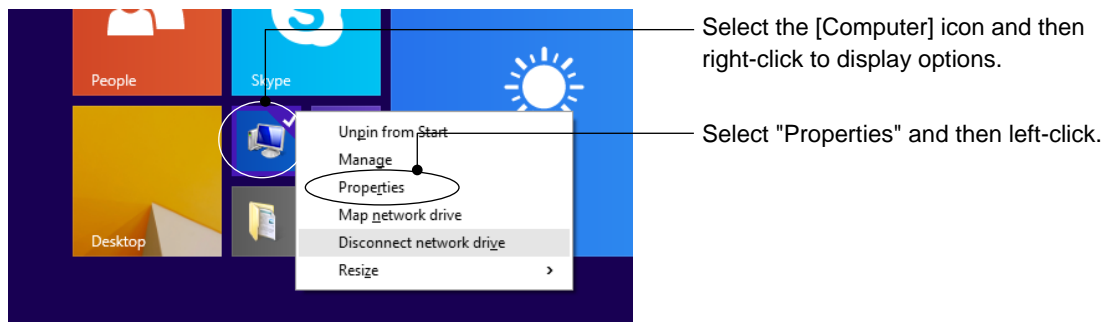 People
Skype
Desktop
Unpin from Start
Manage
Properties
Map network drive
Disconnect network drive
Resize
Select the [Computer] icon and then
right-click to display options.
Select "Properties" and then left-click.